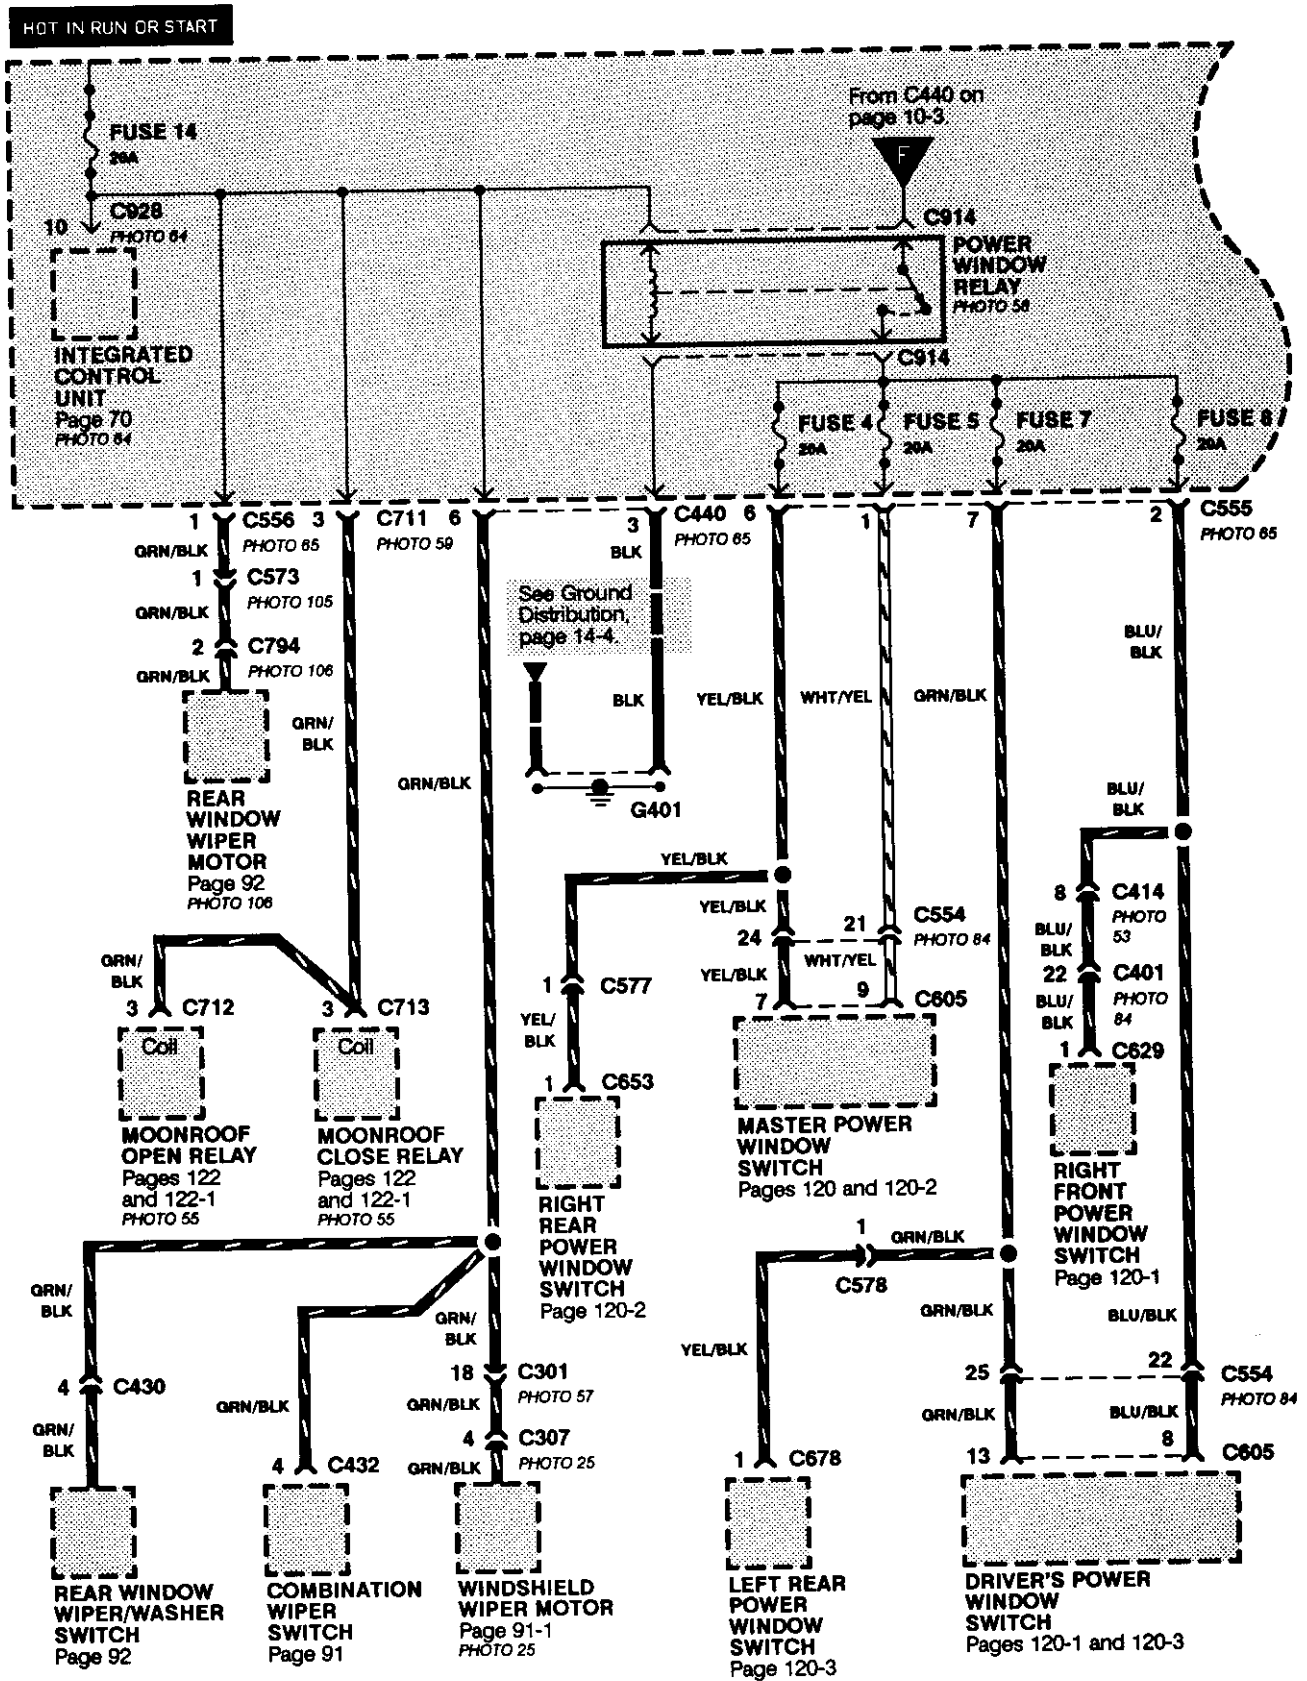 HOT IN RUN OR START
From C440 on
page 10-3.
F
FUSE 14
20A
C928
PHOTO 64
10
INTEGRATED
CONTROL
UNIT
Page 70
PHOTO 64
C914
POWER
WINDOW
RELAY
PHOTO 58
C914
FUSE 4
20A
FUSE 5
20A
FUSE 7
20A
FUSE 8
20A
1
C556
PHOTO 65
3
C711
PHOTO 59
6
3
C440
PHOTO 65
6
1
7
2
C555
PHOTO 65
GRN/BLK
1
C573
PHOTO 105
GRN/BLK
2
C794
PHOTO 106
GRN/BLK
REAR
WINDOW
WIPER
MOTOR
Page 92
PHOTO 106
GRN/
BLK
GRN/BLK
BLK
See Ground
Distribution,
page 14-4.
BLK
G401
YEL/BLK
WHT/YEL
GRN/BLK
BLU/
BLK
BLU/
BLK
YEL/BLK
YEL/BLK
24
21
C554
PHOTO 84
YEL/BLK
WHT/YEL
7
9
C605
MASTER POWER
WINDOW
SWITCH
Pages 120 and 120-2
8
C414
PHOTO
53
BLU/
BLK
22
C401
PHOTO
84
BLU/
BLK
1
C629
RIGHT
FRONT
POWER
WINDOW
SWITCH
Page 120-1
1
C577
YEL/
BLK
1
C653
RIGHT
REAR
POWER
WINDOW
SWITCH
Page 120-2
GRN/
BLK
3
C712
3
C713
Coil
Coil
MOONROOF
OPEN RELAY
Pages 122
and 122-1
PHOTO 55
MOONROOF
CLOSE RELAY
Pages 122
and 122-1
PHOTO 55
1
GRN/BLK
C578
YEL/BLK
1
C678
LEFT REAR
POWER
WINDOW
SWITCH
Page 120-3
GRN/BLK
BLU/BLK
25
22
C554
PHOTO 84
GRN/BLK
BLU/BLK
13
8
C605
DRIVER'S POWER
WINDOW
SWITCH
Pages 120-1 and 120-3
GRN/
BLK
4
C430
GRN/
BLK
REAR WINDOW
WIPER/WASHER
SWITCH
Page 92
GRN/BLK
4
C432
COMBINATION
WIPER
SWITCH
Page 91
GRN/
BLK
18
C301
PHOTO 57
GRN/BLK
4
C307
PHOTO 25
GRN/BLK
WINDSHIELD
WIPER MOTOR
Page 91-1
PHOTO 25